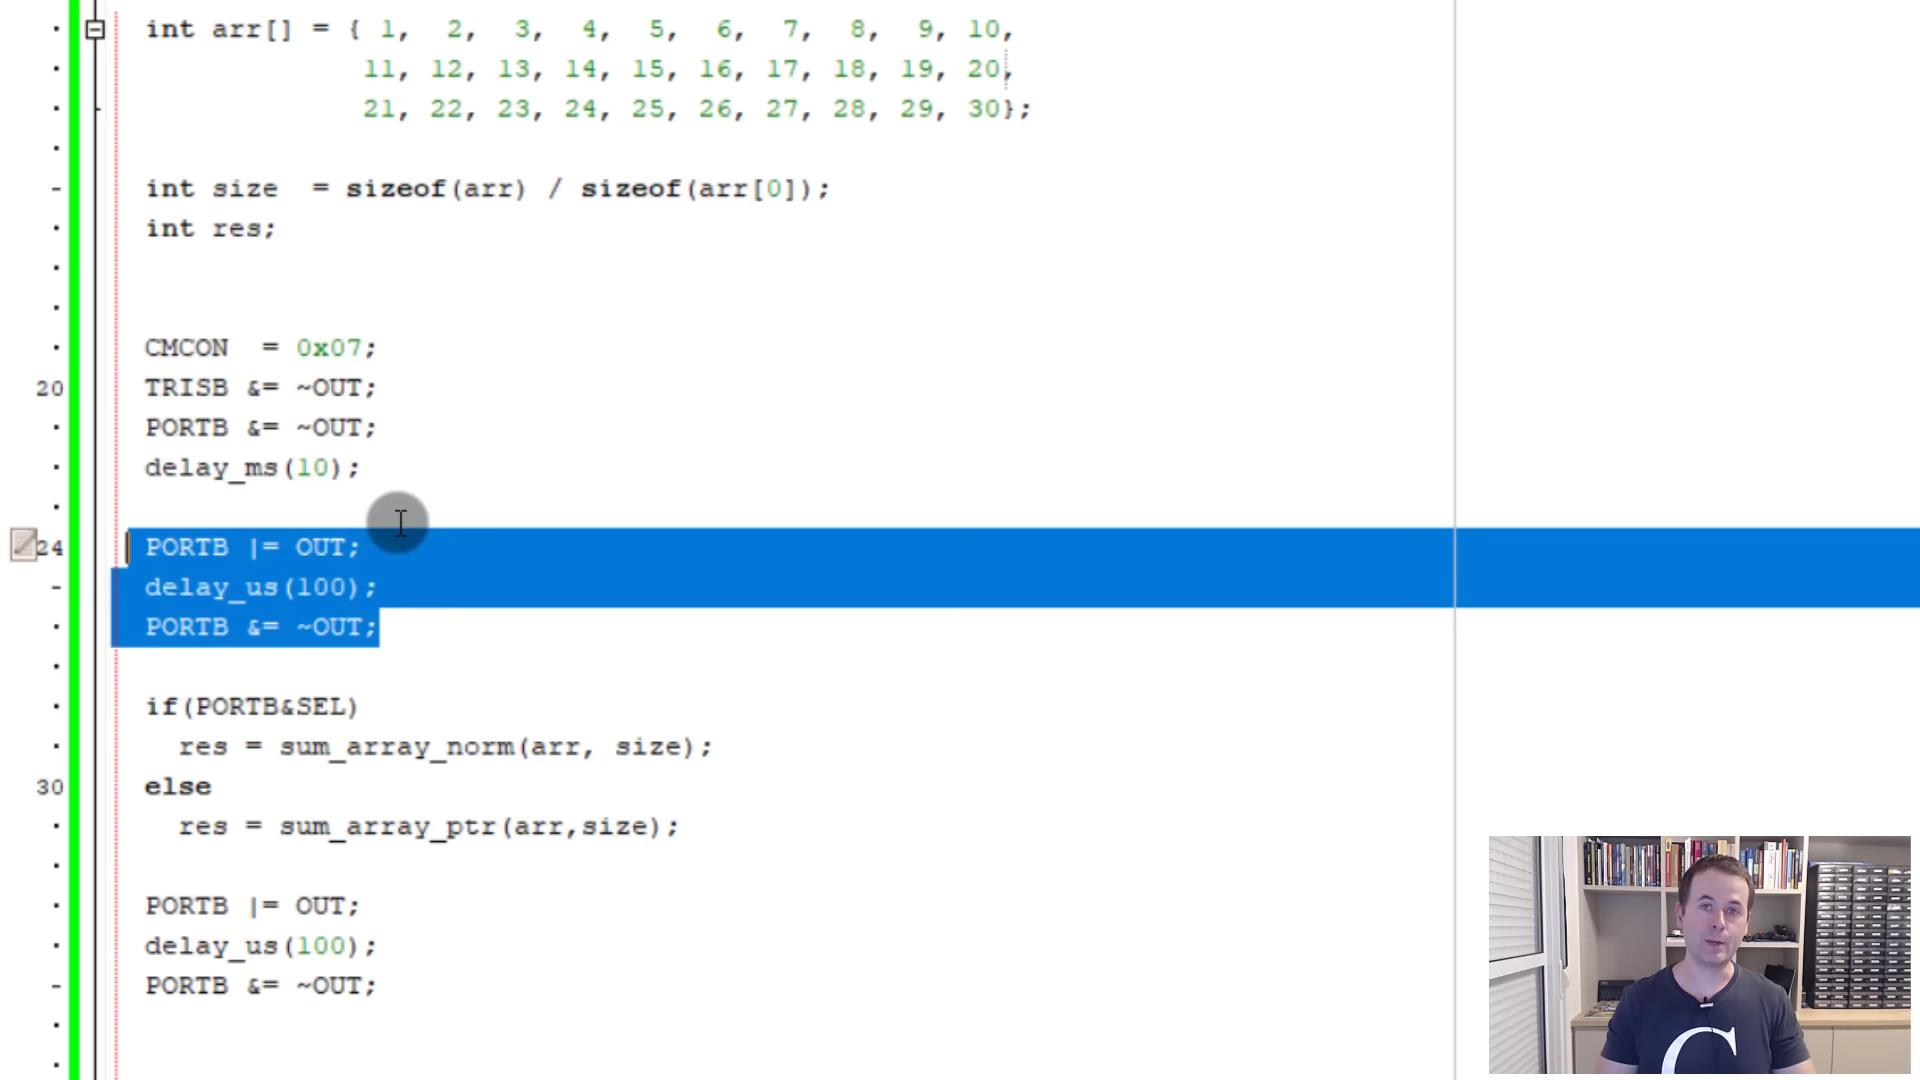 int arr[] = { 1, 2, 3, 4, 5, 6, 7, 8, 9, 10,
11, 12, 13, 14, 15, 16, 17, 18, 19, 20,
21, 22, 23, 24, 25, 26, 27, 28, 29, 30};
int size = sizeof(arr) / sizeof(arr[0]);
int res;
CMCON = 0x07;
20 TRISB &= ~OUT;
PORTB &= ~OUT;
delay_ms(10);
24 PORTB |= OUT;
delay_us(100);
PORTB &= ~OUT;
if(PORTB&SEL)
res = sum_array_norm(arr, size);
30 else
res = sum_array_ptr(arr,size);
PORTB |= OUT;
delay_us(100);
PORTB &= ~OUT;
C